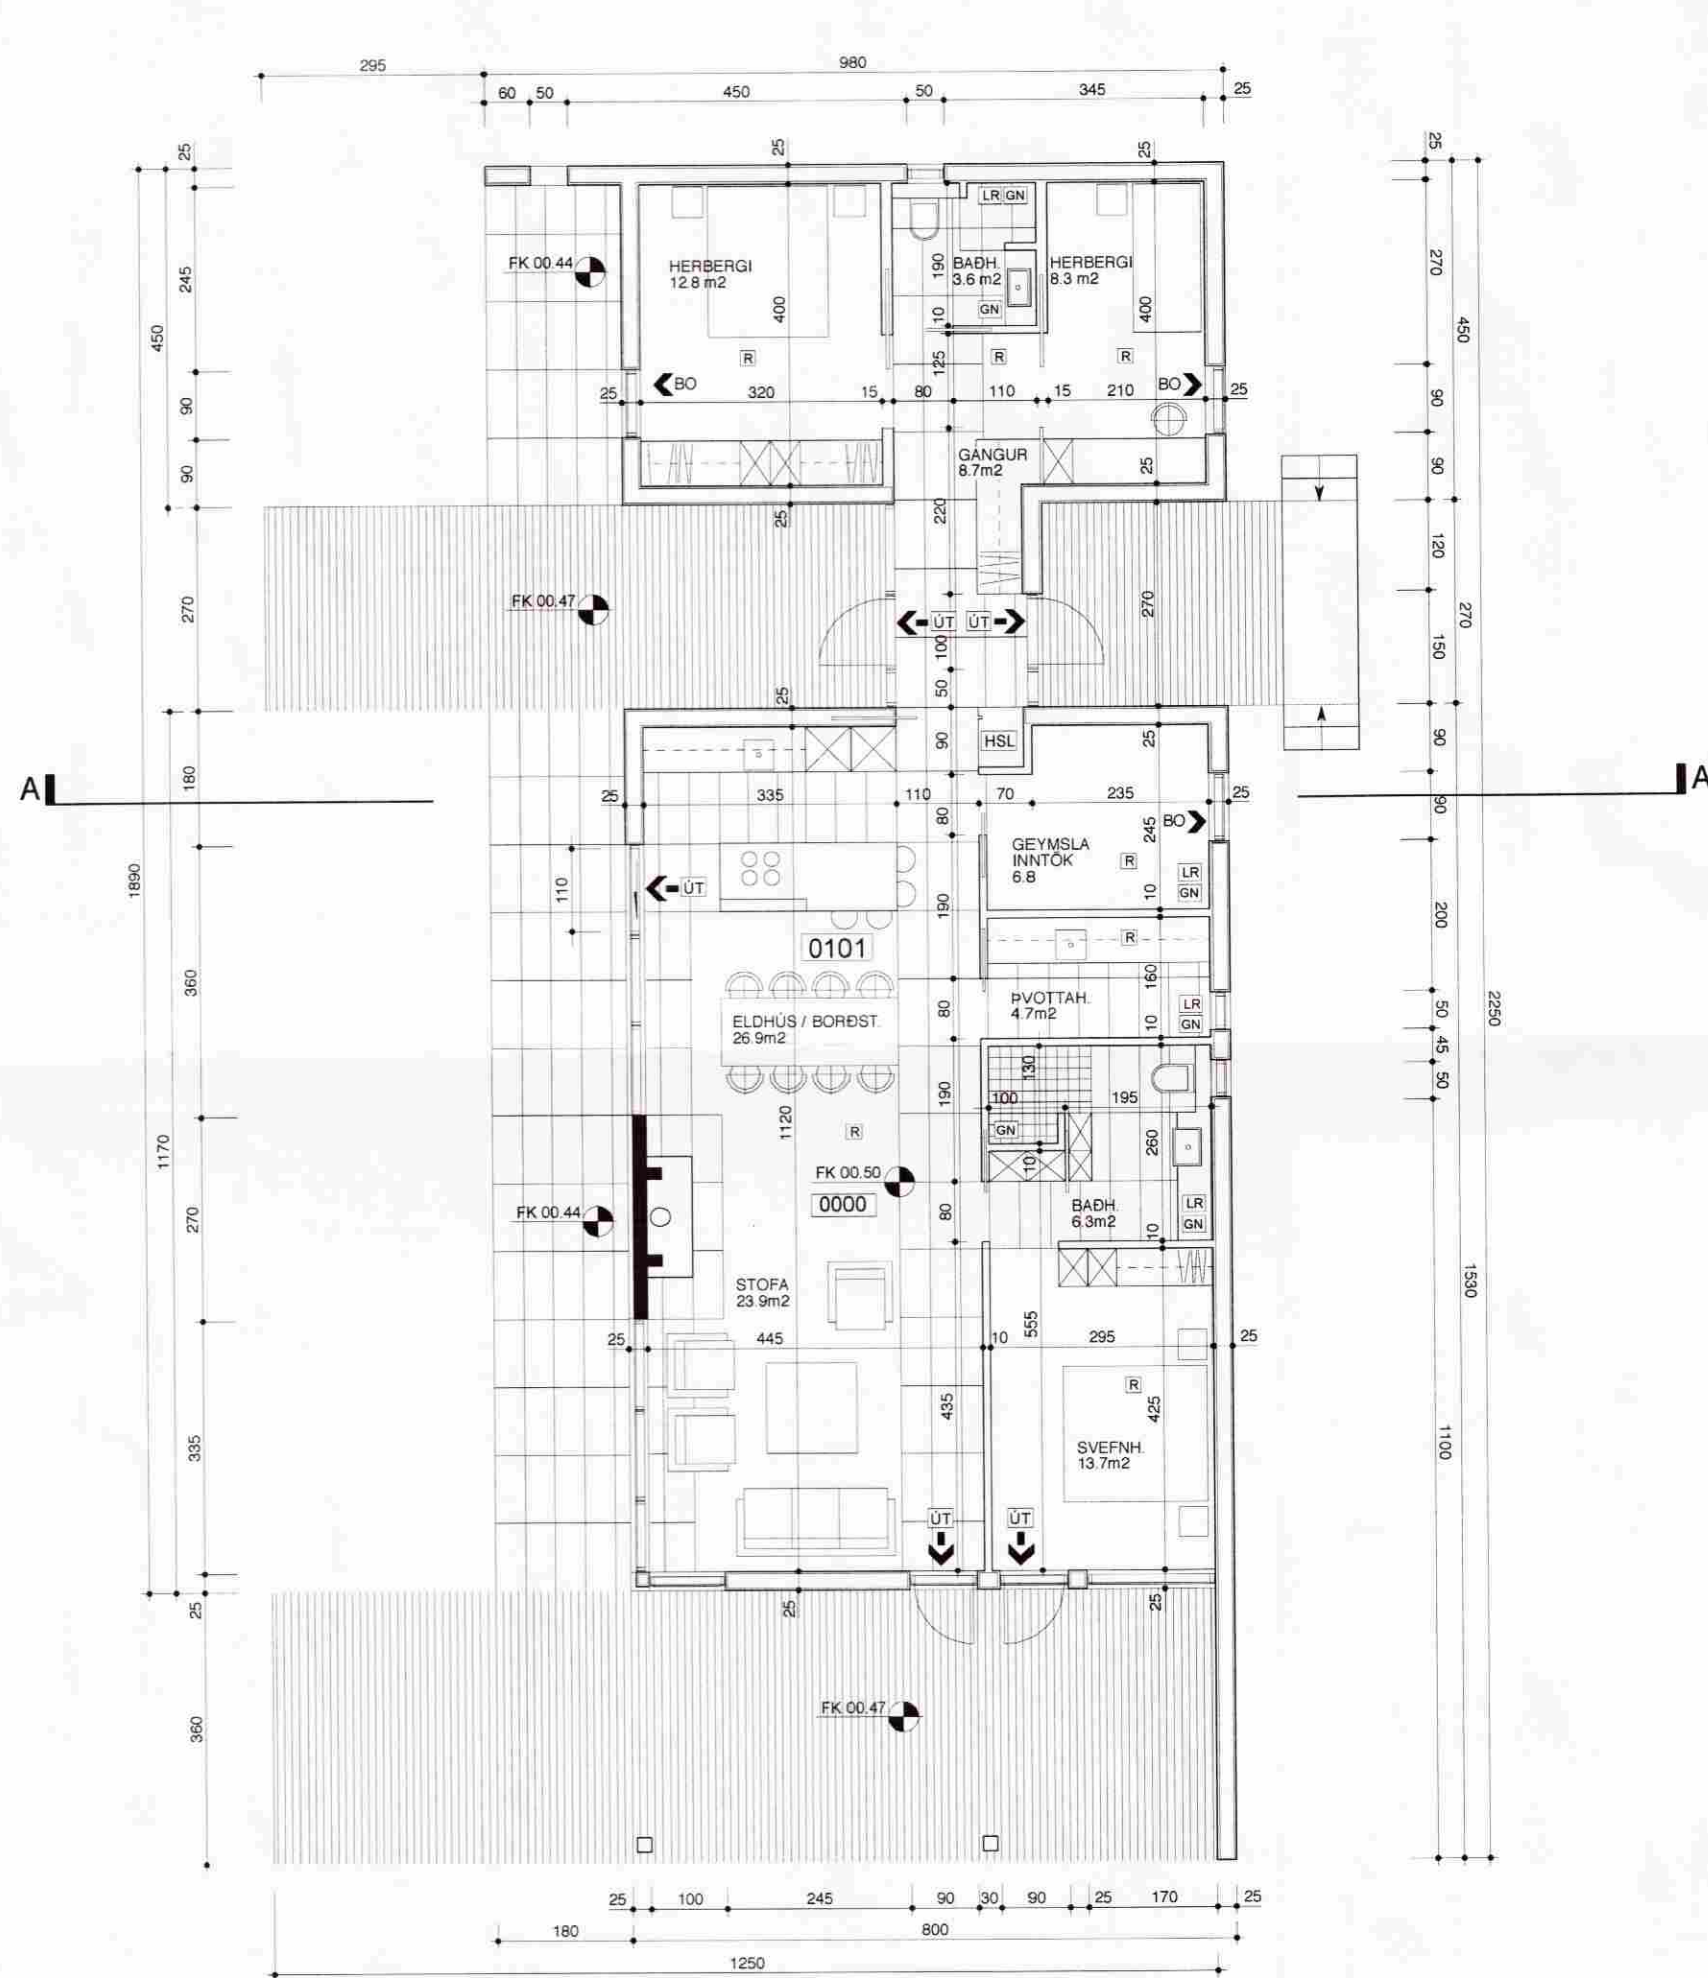 295
980
60
50
450
50
345
25
25
25
25
25
LR
GN
FK 00.44
HERBERGI
12.8 m2
190
BAÐH.
3.6 m2
HERBERGI
8.3 m2
245
270
400
10
GN
400
450
450
R
125
R
R
BO
BO
25
320
15
80
110
15
210
25
90
90
90
GANGUR
8.7m2
25
90
25
220
120
FK 00.47
270
270
270
ÚT
ÚT
100
150
25
50
90
HSL
25
90
A
A
180
25
335
110
70
235
25
90
80
245
BO
GEYMSLA
INNTÖK
6.8
R
LR
GN
1890
110
ÚT
190
10
200
0101
R
360
160
80
ÞVOTTAH.
4.7m2
LR
GN
50
2250
ELDHÚS / BORÐST.
26.9m2
10
45
130
50
190
100
195
1170
1120
R
GN
260
10
FK 00.50
0000
FK 00.44
270
80
BAÐH.
6.3m2
LR
GN
10
1530
STOFA
23.9m2
25
445
10
555
295
25
R
435
425
335
SVEFNH.
13.7m2
1100
ÚT
ÚT
25
25
25
FK 00.47
360
25
100
245
90
30
90
25
170
25
180
800
1250